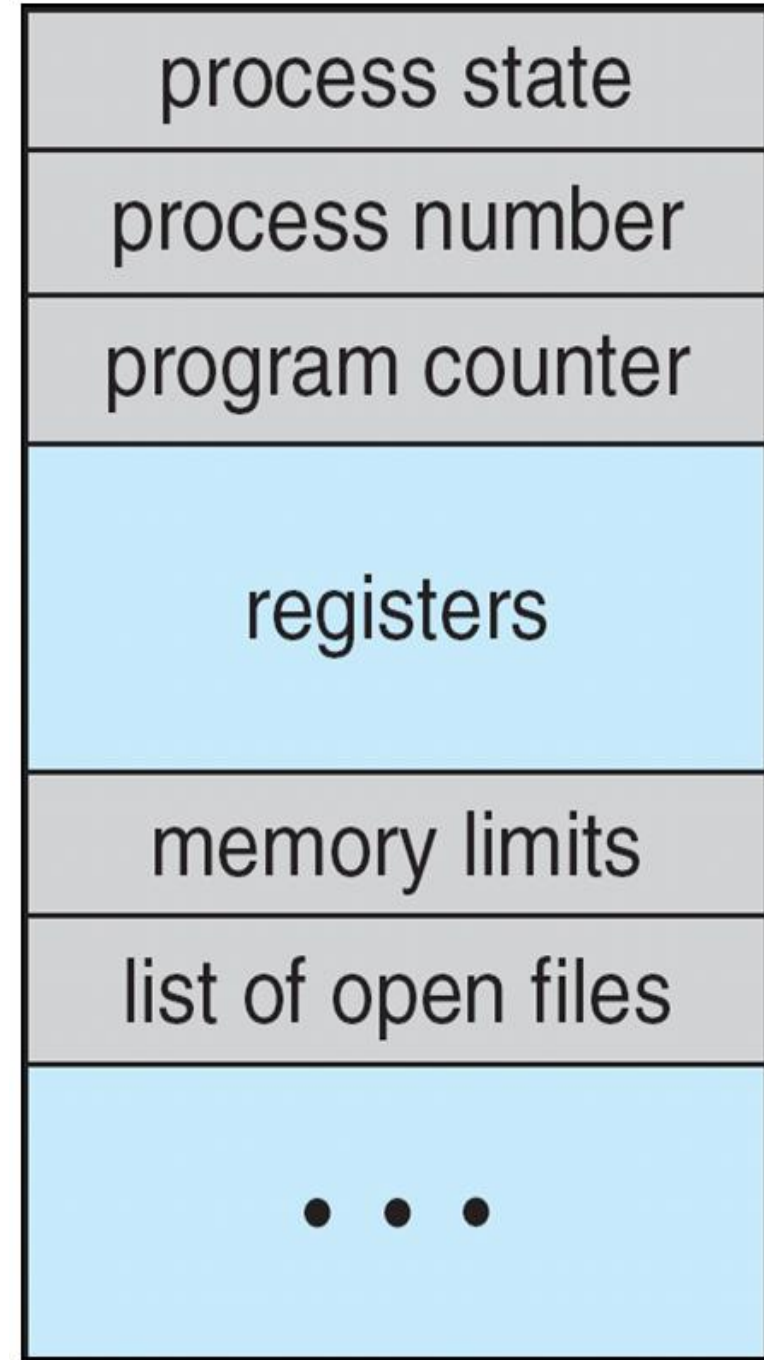 process state
process number
program counter
registers
memory limits
list of open files
• • •